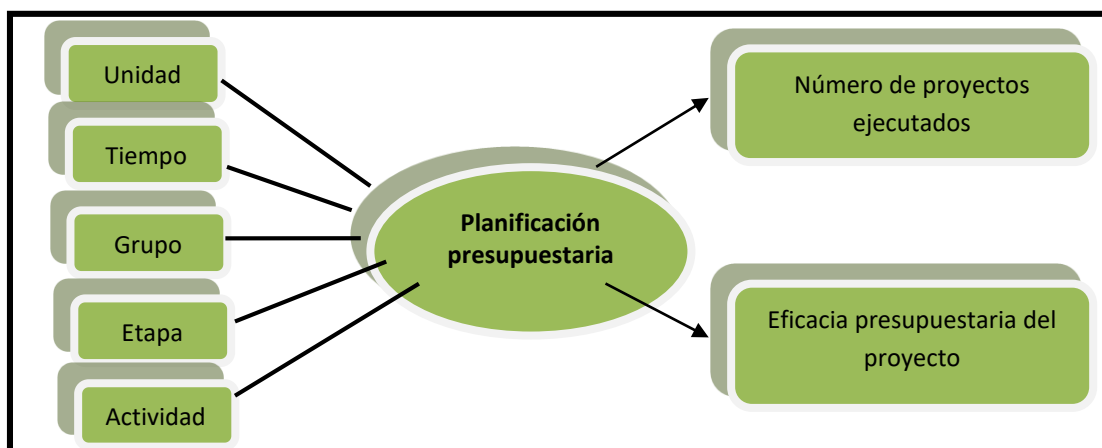 Unidad
Tiempo
Grupo
Etapa
Actividad
Planificación
presupuestaria
Número de proyectos
ejecutados
Eficacia presupuestaria del
proyecto